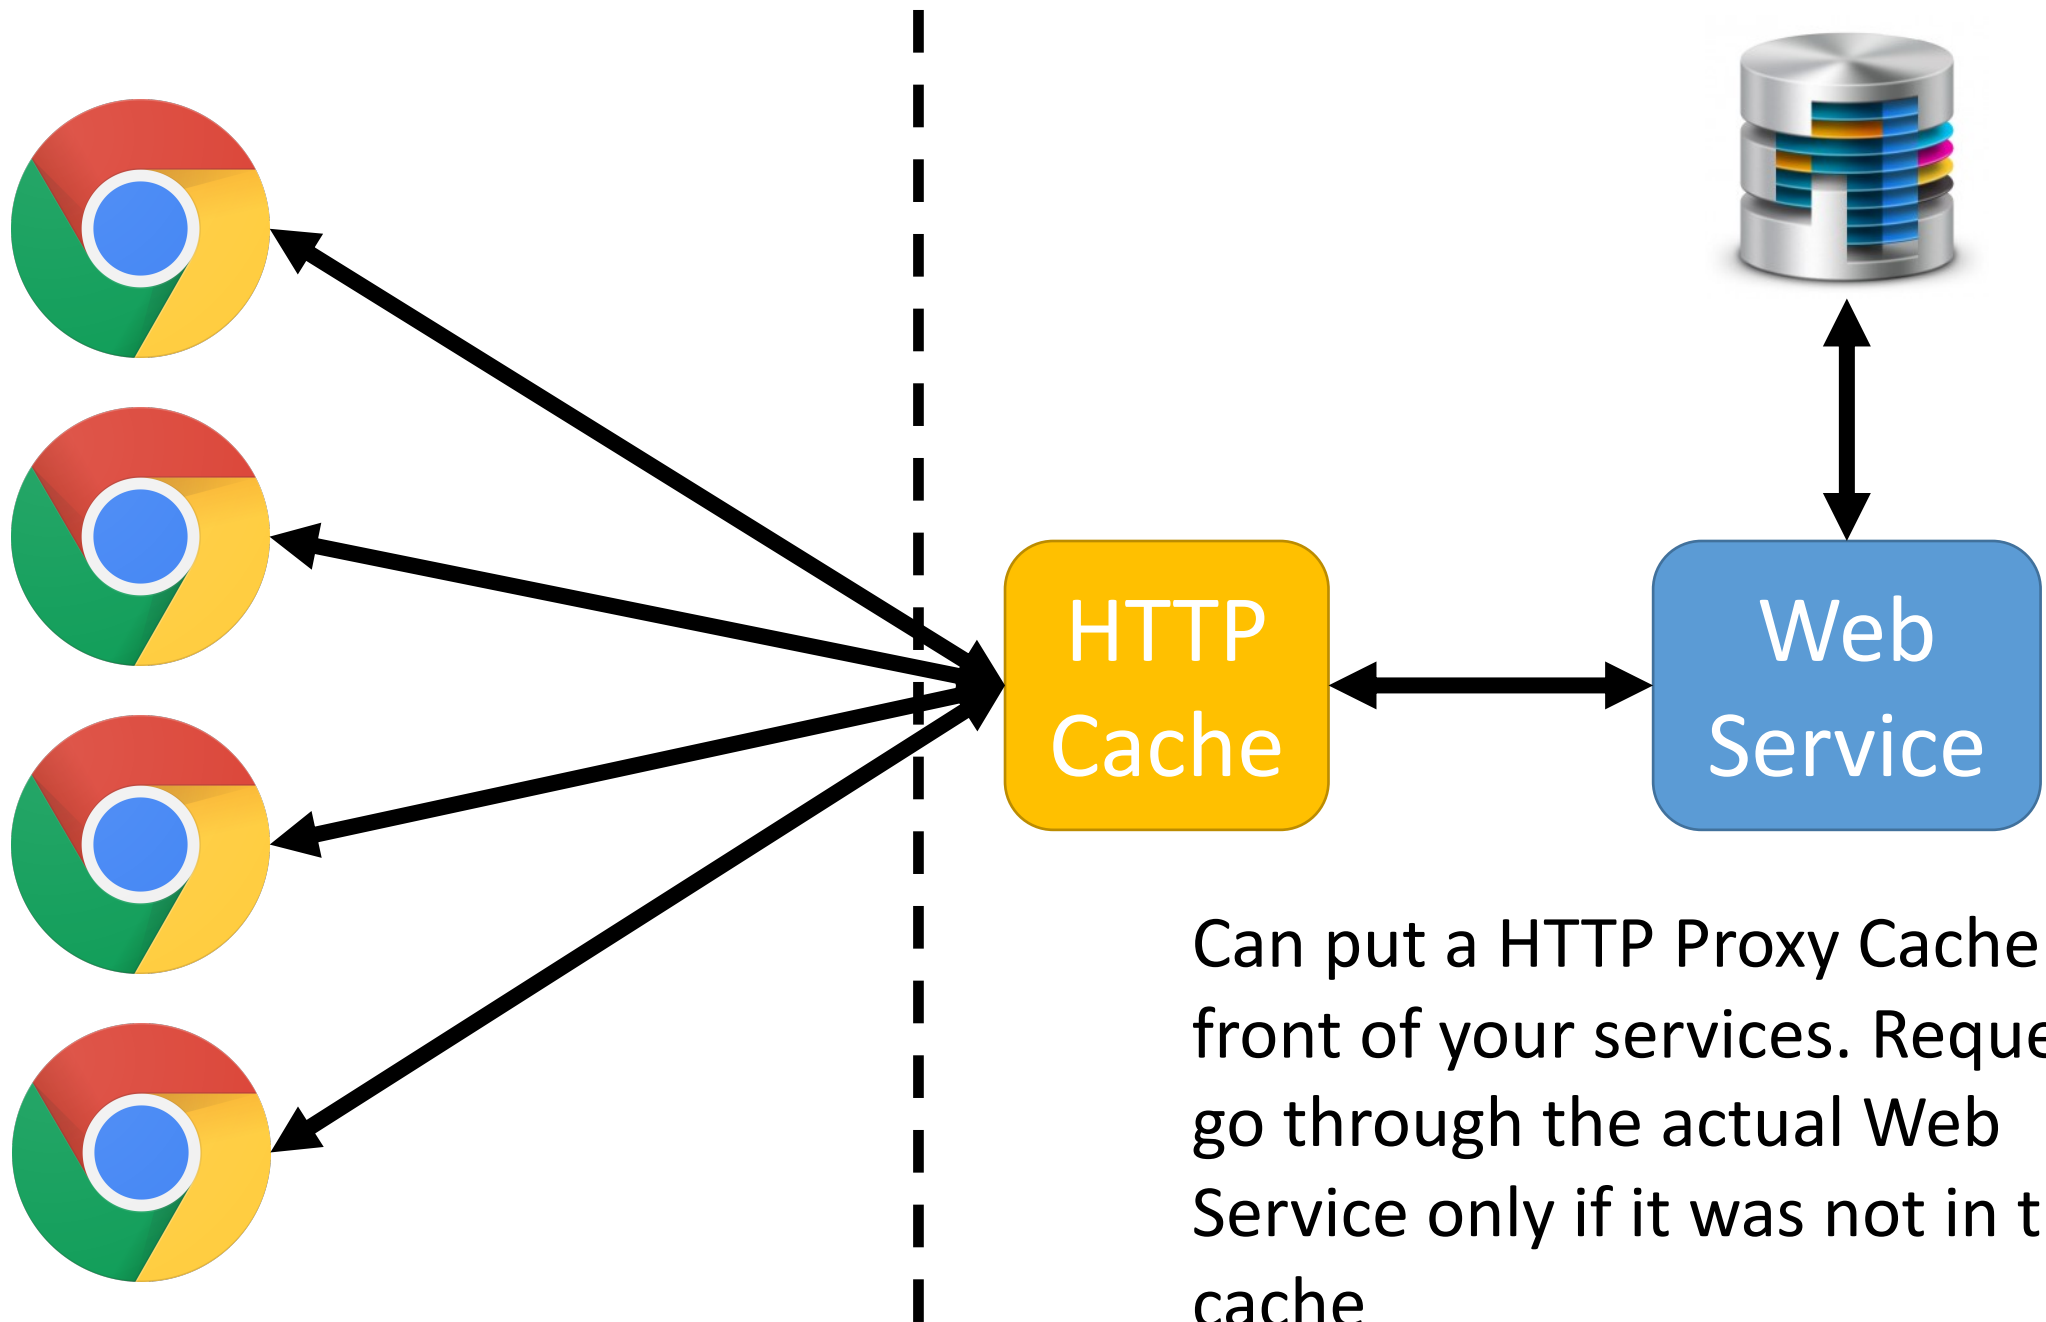 HTTP
Cache
Web
Service
Can put a HTTP Proxy Cache
front of your services. Reque
go through the actual Web
Service only if it was not in t
cache